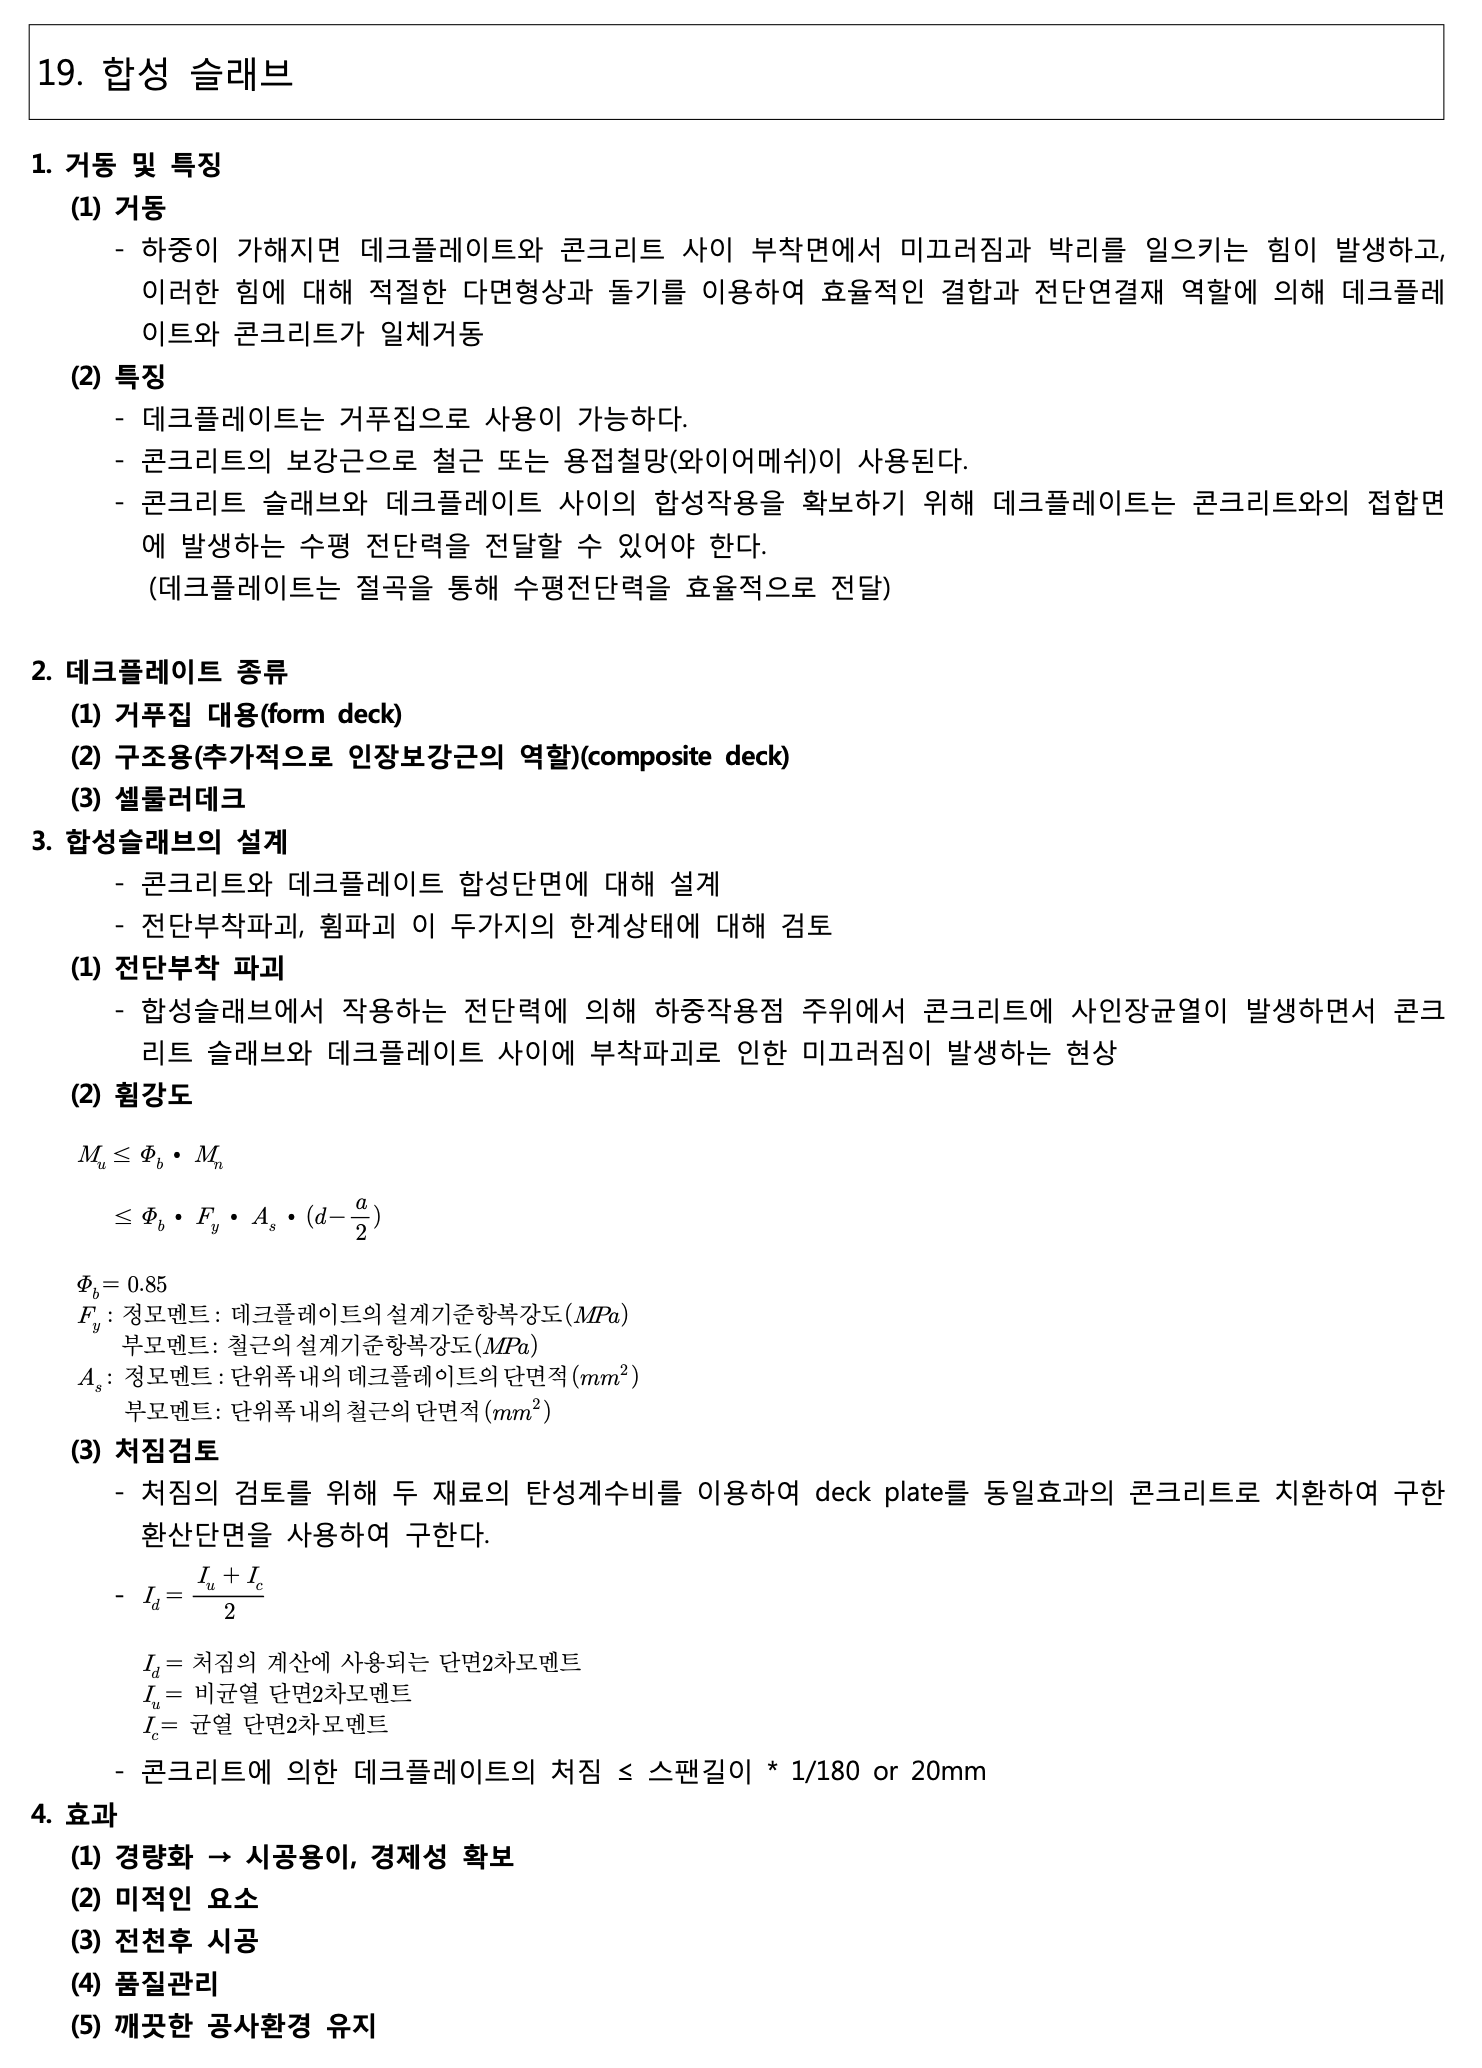 19. 합성 슬래브
1. 거동 및 특징
(1) 거동
- 하중이 가해지면 데크플레이트와 콘크리트 사이 부착면에서 미끄러짐과 박리를 일으키는 힘이 발생하고,
이러한 힘에 대해 적절한 다면형상과 돌기를 이용하여 효율적인 결합과 전단연결재 역할에 의해 데크플레
이트와 콘크리트가 일체거동
(2) 특징
- 데크플레이트는 거푸집으로 사용이 가능하다.
- 콘크리트의 보강근으로 철근 또는 용접철망(와이어메쉬)이 사용된다.
- 콘크리트 슬래브와 데크플레이트 사이의 합성작용을 확보하기 위해 데크플레이트는 콘크리트와의 접합면
에 발생하는 수평 전단력을 전달할 수 있어야 한다.
(데크플레이트는 절곡을 통해 수평전단력을 효율적으로 전달)
2. 데크플레이트 종류
(1) 거푸집 대용(form deck)
(2) 구조용(추가적으로 인장보강근의 역할)(composite deck)
(3) 셀룰러데크
3. 합성슬래브의 설계
- 콘크리트와 데크플레이트 합성단면에 대해 설계
- 전단부착파괴, 휨파괴 이 두가지의 한계상태에 대해 검토
(1) 전단부착 파괴
- 합성슬래브에서 작용하는 전단력에 의해 하중작용점 주위에서 콘크리트에 사인장균열이 발생하면서 콘크
리트 슬래브와 데크플레이트 사이에 부착파괴로 인한 미끄러짐이 발생하는 현상
(2) 휨강도
M_u ≤ Φ_b • M_n
≤ Φ_b • F_y • A_s • (d − a/2)
Φ_b = 0.85
F_y : 정모멘트 : 데크플레이트의 설계기준항복강도(MPa)
부모멘트 : 철근의 설계기준항복강도(MPa)
A_s : 정모멘트 : 단위폭 내의 데크플레이트의 단면적(mm²)
부모멘트 : 단위폭 내의 철근의 단면적(mm²)
(3) 처짐검토
- 처짐의 검토를 위해 두 재료의 탄성계수비를 이용하여 deck plate를 동일효과의 콘크리트로 치환하여 구한
환산단면을 사용하여 구한다.
- I_d = (I_u + I_c)/2
I_d = 처짐의 계산에 사용되는 단면2차모멘트
I_u = 비균열 단면2차모멘트
I_c = 균열 단면2차모멘트
- 콘크리트에 의한 데크플레이트의 처짐 ≤ 스팬길이 * 1/180 or 20mm
4. 효과
(1) 경량화 → 시공용이, 경제성 확보
(2) 미적인 요소
(3) 전천후 시공
(4) 품질관리
(5) 깨끗한 공사환경 유지